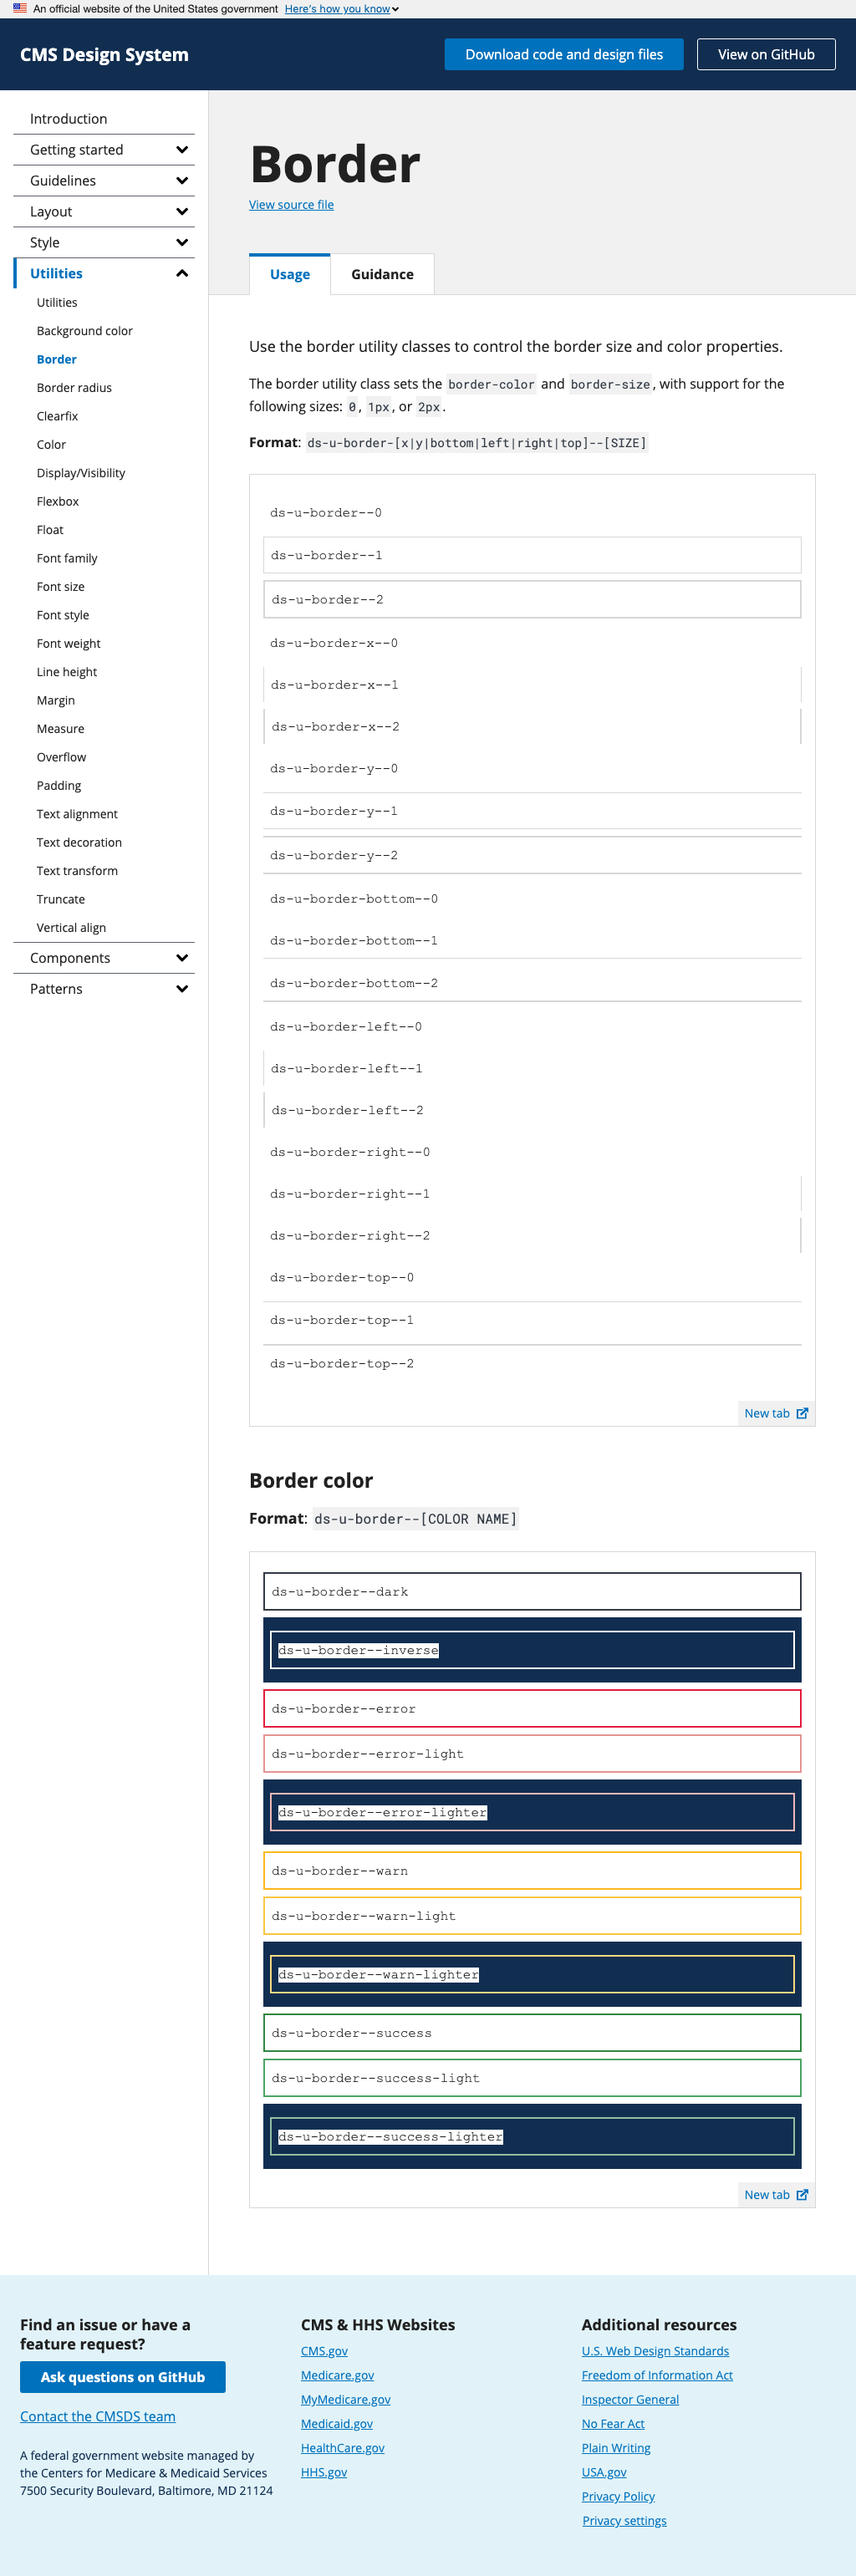 An official website of the United States government Here's how you know
CMS Design System
Download code and design files
View on GitHub
Introduction
Getting started
Guidelines
Layout
Style
Utilities
Utilities
Background color
Border
Border radius
Clearfix
Color
Display/Visibility
Flexbox
Float
Font family
Font size
Font style
Font weight
Line height
Margin
Measure
Overflow
Padding
Text alignment
Text decoration
Text transform
Truncate
Vertical align
Components
Patterns
Border
View source file
Usage
Guidance
Use the border utility classes to control the border size and color properties.
The border utility class sets the border-color and border-size, with support for the
following sizes: 0, 1px, or 2px.
Format: ds-u-border-[x|y|bottom|left|right|top]--[SIZE]
ds-u-border--0
ds-u-border--1
ds-u-border--2
ds-u-border-x--0
ds-u-border-x--1
ds-u-border-x--2
ds-u-border-y--0
ds-u-border-y--1
ds-u-border-y--2
ds-u-border-bottom--0
ds-u-border-bottom--1
ds-u-border-bottom--2
ds-u-border-left--0
ds-u-border-left--1
ds-u-border-left--2
ds-u-border-right--0
ds-u-border-right--1
ds-u-border-right--2
ds-u-border-top--0
ds-u-border-top--1
ds-u-border-top--2
New tab
Border color
Format: ds-u-border--[COLOR NAME]
ds-u-border--dark
ds-u-border--inverse
ds-u-border--error
ds-u-border--error-light
ds-u-border--error-lighter
ds-u-border--warn
ds-u-border--warn-light
ds-u-border--warn-lighter
ds-u-border--success
ds-u-border--success-light
ds-u-border--success-lighter
New tab
Find an issue or have a
feature request?
Ask questions on GitHub
Contact the CMSDS team
A federal government website managed by
the Centers for Medicare & Medicaid Services
7500 Security Boulevard, Baltimore, MD 21124
CMS & HHS Websites
CMS.gov
Medicare.gov
MyMedicare.gov
Medicaid.gov
HealthCare.gov
HHS.gov
Additional resources
U.S. Web Design Standards
Freedom of Information Act
Inspector General
No Fear Act
Plain Writing
USA.gov
Privacy Policy
Privacy settings